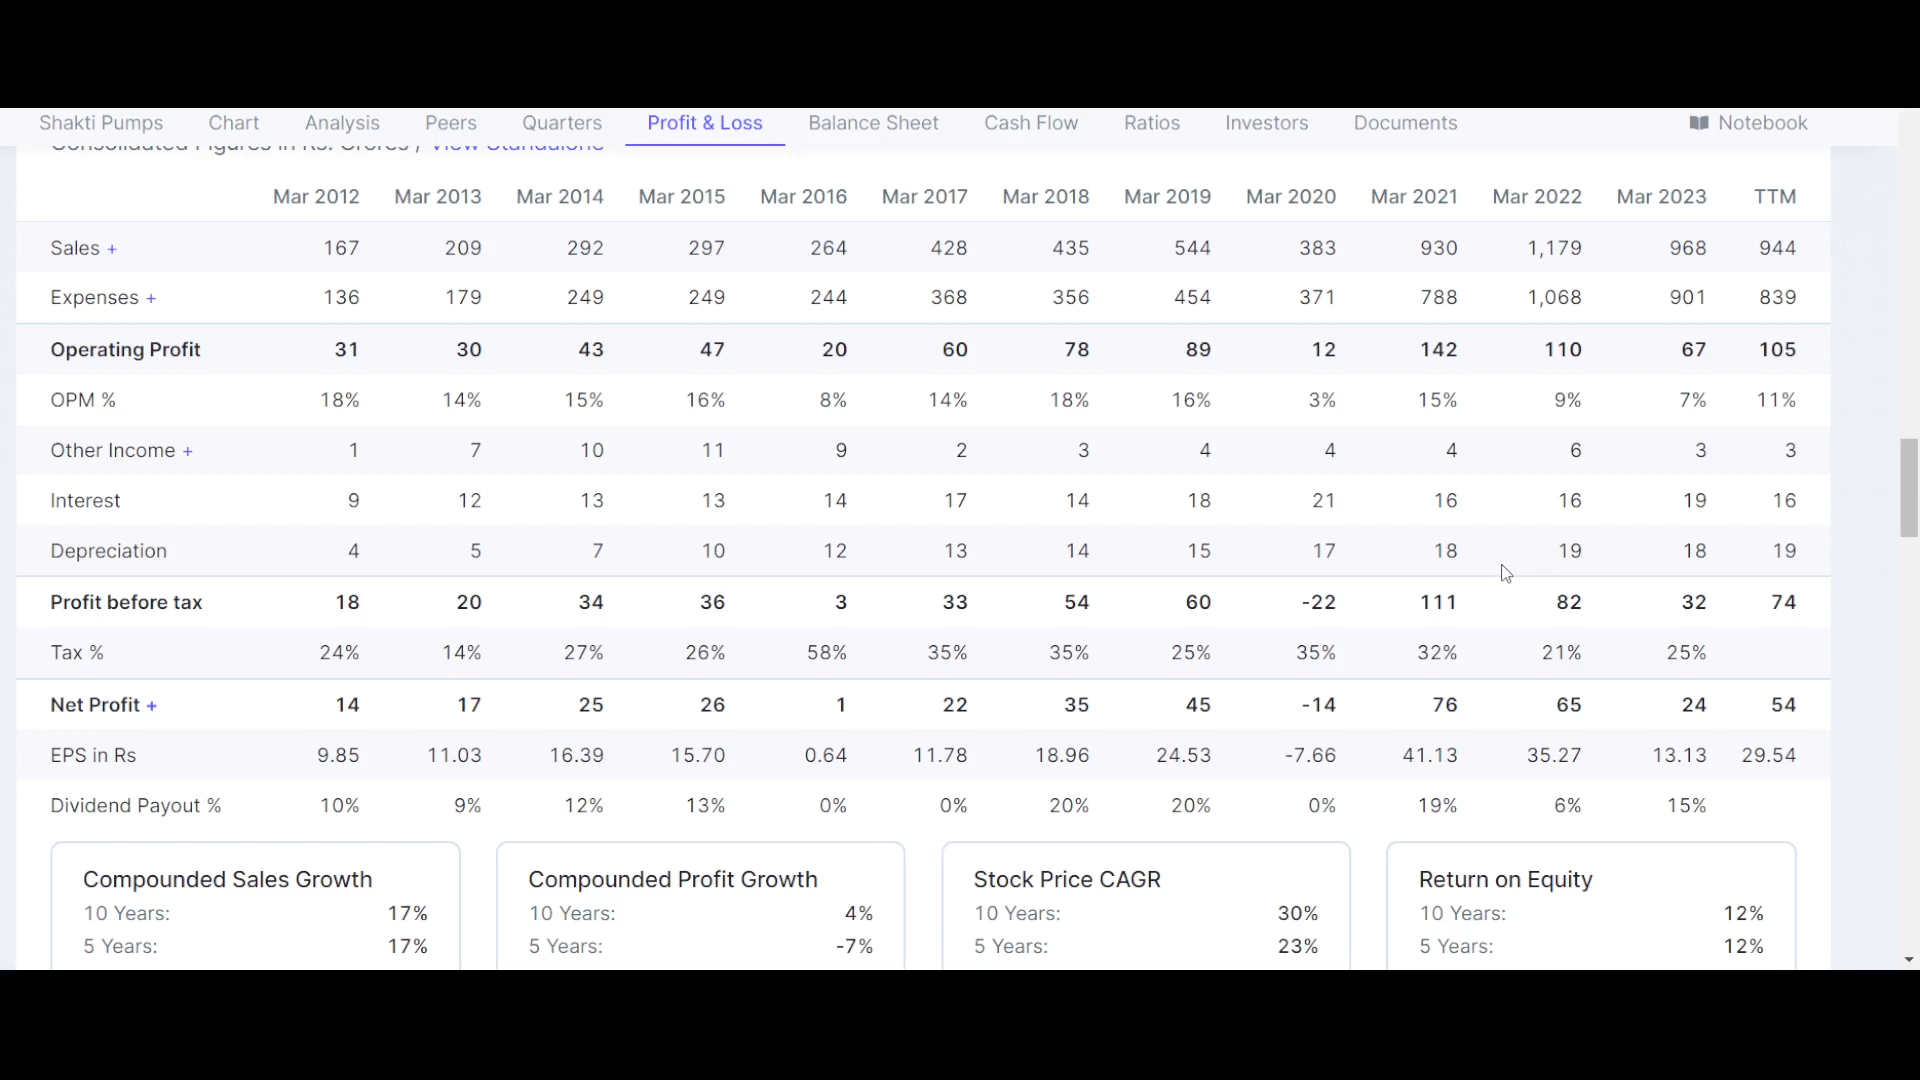 Shakti Pumps Chart Analysis Peers Quarters Profit & Loss Balance Sheet Cash Flow Ratios Investors Documents Notebook
Consolidated Figures in Rs. Crores / View Standalone
Mar 2012 Mar 2013 Mar 2014 Mar 2015 Mar 2016 Mar 2017 Mar 2018 Mar 2019 Mar 2020 Mar 2021 Mar 2022 Mar 2023 TTM
Sales + 167 209 292 297 264 428 435 544 383 930 1,179 968 944
Expenses + 136 179 249 249 244 368 356 454 371 788 1,068 901 839
Operating Profit 31 30 43 47 20 60 78 89 12 142 110 67 105
OPM % 18% 14% 15% 16% 8% 14% 18% 16% 3% 15% 9% 7% 11%
Other Income + 1 7 10 11 9 2 3 4 4 4 6 3 3
Interest 9 12 13 13 14 17 14 18 21 16 16 19 16
Depreciation 4 5 7 10 12 13 14 15 17 18 19 18 19
Profit before tax 18 20 34 36 3 33 54 60 -22 111 82 32 74
Tax % 24% 14% 27% 26% 58% 35% 35% 25% 35% 32% 21% 25%
Net Profit + 14 17 25 26 1 22 35 45 -14 76 65 24 54
EPS in Rs 9.85 11.03 16.39 15.70 0.64 11.78 18.96 24.53 -7.66 41.13 35.27 13.13 29.54
Dividend Payout % 10% 9% 12% 13% 0% 0% 20% 20% 0% 19% 6% 15%
Compounded Sales Growth Compounded Profit Growth Stock Price CAGR Return on Equity
10 Years: 17% 10 Years: 4% 10 Years: 30% 10 Years: 12%
5 Years: 17% 5 Years: -7% 5 Years: 23% 5 Years: 12%